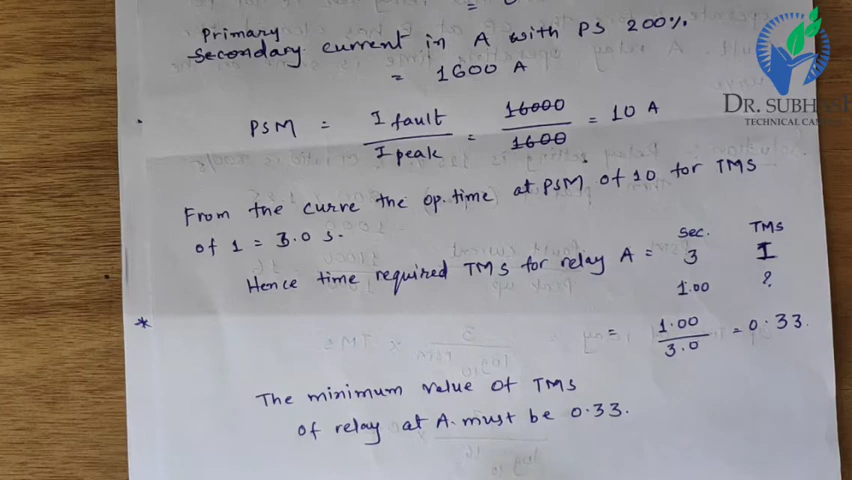 Primary
Secondary current in A with PS 200%.
= 1600 A
PSM = I fault / I peak = 16000 / 1600 = 10 A
From the curve the op. time at PSM of 10 for TMS
of 1 = 3.0 s.
Sec. TMS
Hence time required TMS for relay A = 3 1
1.00 ?
* = 1.00 / 3.0 = 0.33.
The minimum value of TMS
of relay at A must be 0.33.
DR. SUBHASH
TECHNICAL CA